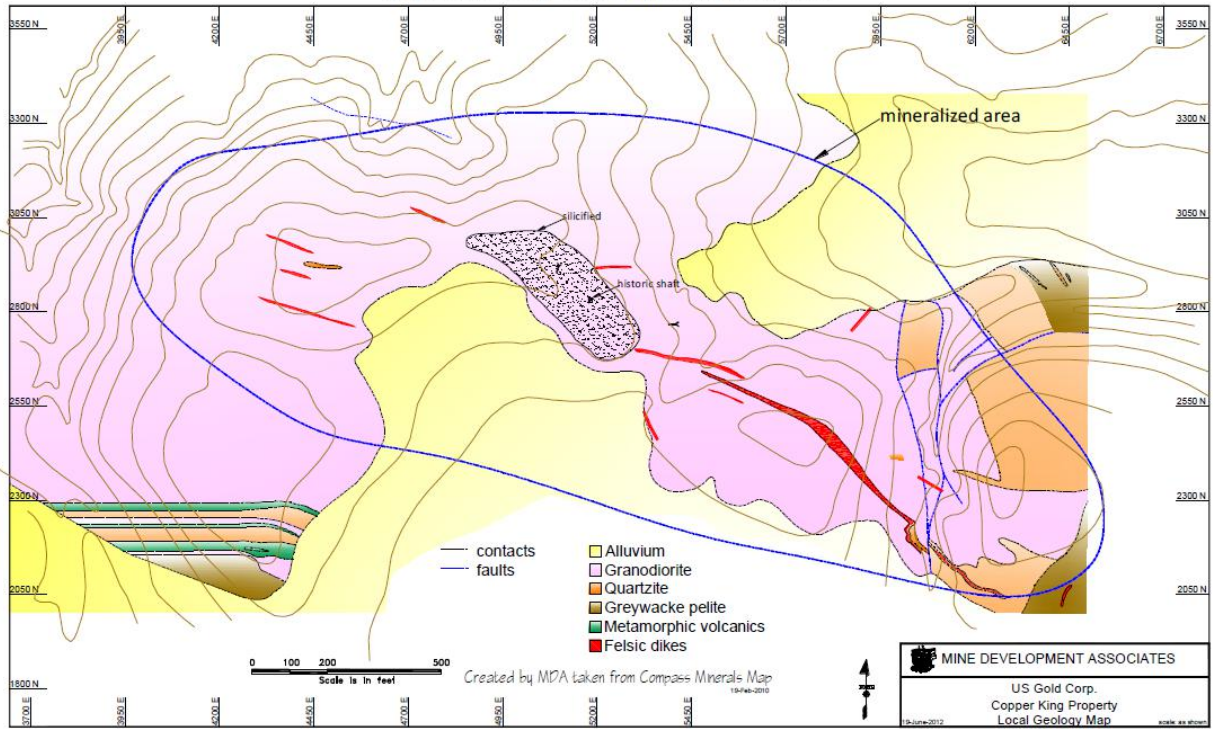 3550 N
3950 E
4200 E
4450 E
4700 E
4950 E
5200 E
5700 E
5950 E
6200 E
6450 E
6700 E
3550 N
3300 N
mineralized area
3300 N
3050 N
silicified
3050 N
2800 N
historic shaft
2800 N
2550 N
2550 N
2300 N
2300 N
contacts
faults
Alluvium
Granodiorite
Quartzite
Greywacke pelite
Metamorphic volcanics
Felsic dikes
2050 N
2050 N
0 100 200 500
Scale is in feet
Created by MDA taken from Compass Minerals Map
19-Feb-2010
MINE DEVELOPMENT ASSOCIATES
US Gold Corp.
Copper King Property
Local Geology Map
19-June-2012
scale: as shown
1800 N
1800 N
3700 E
3950 E
4200 E
4450 E
4700 E
4950 E
5200 E
5450 E